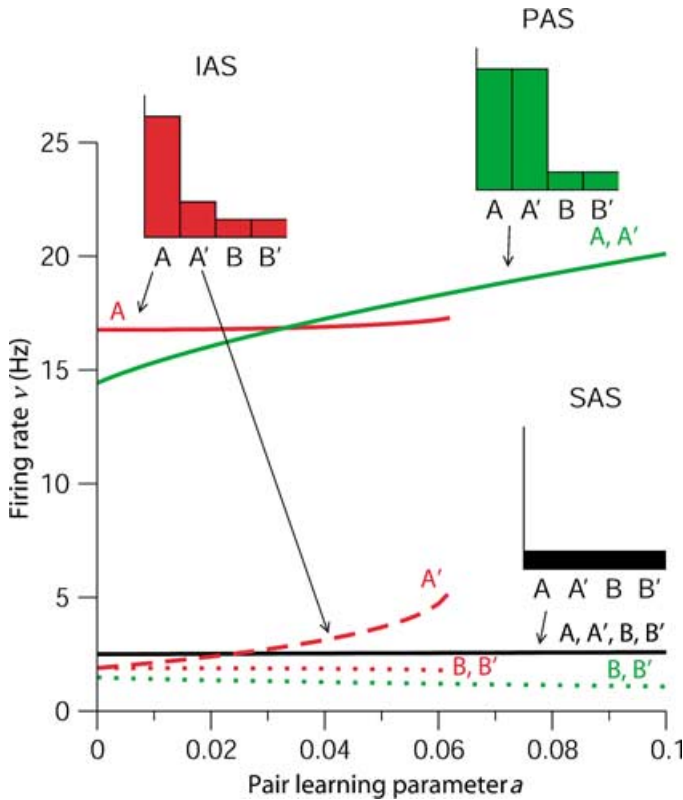 PAS
IAS
25
A A′ B B′
A, A′
A A′ B B′
20
A
15
SAS
Firing rate ν (Hz)
10
A′
A A′ B B′
5
A, A′, B, B′
B, B′
B, B′
0
0 0.02 0.04 0.06 0.08 0.1
Pair learning parameter a